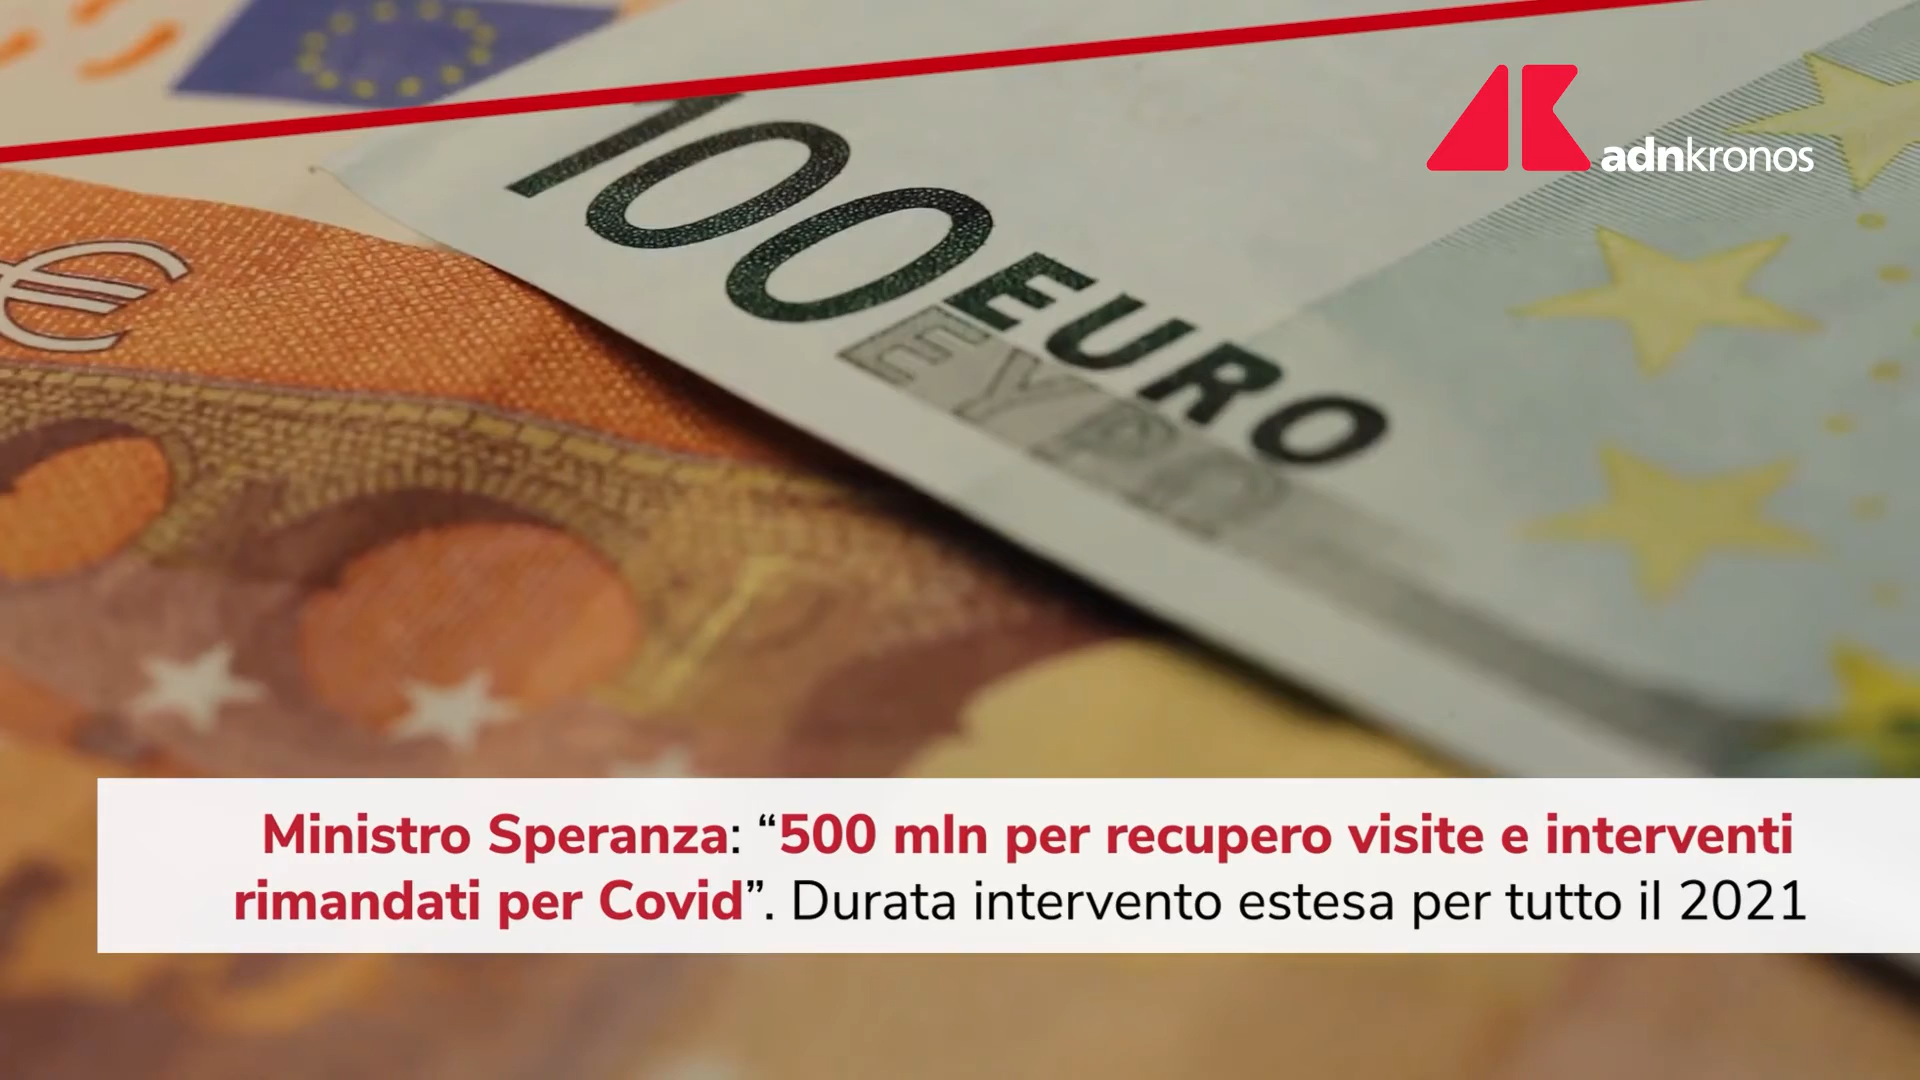 adnkronos
100 EURO
ΕΥΡΩ
€
Ministro Speranza: “500 mln per recupero visite e interventi
rimandati per Covid”. Durata intervento estesa per tutto il 2021